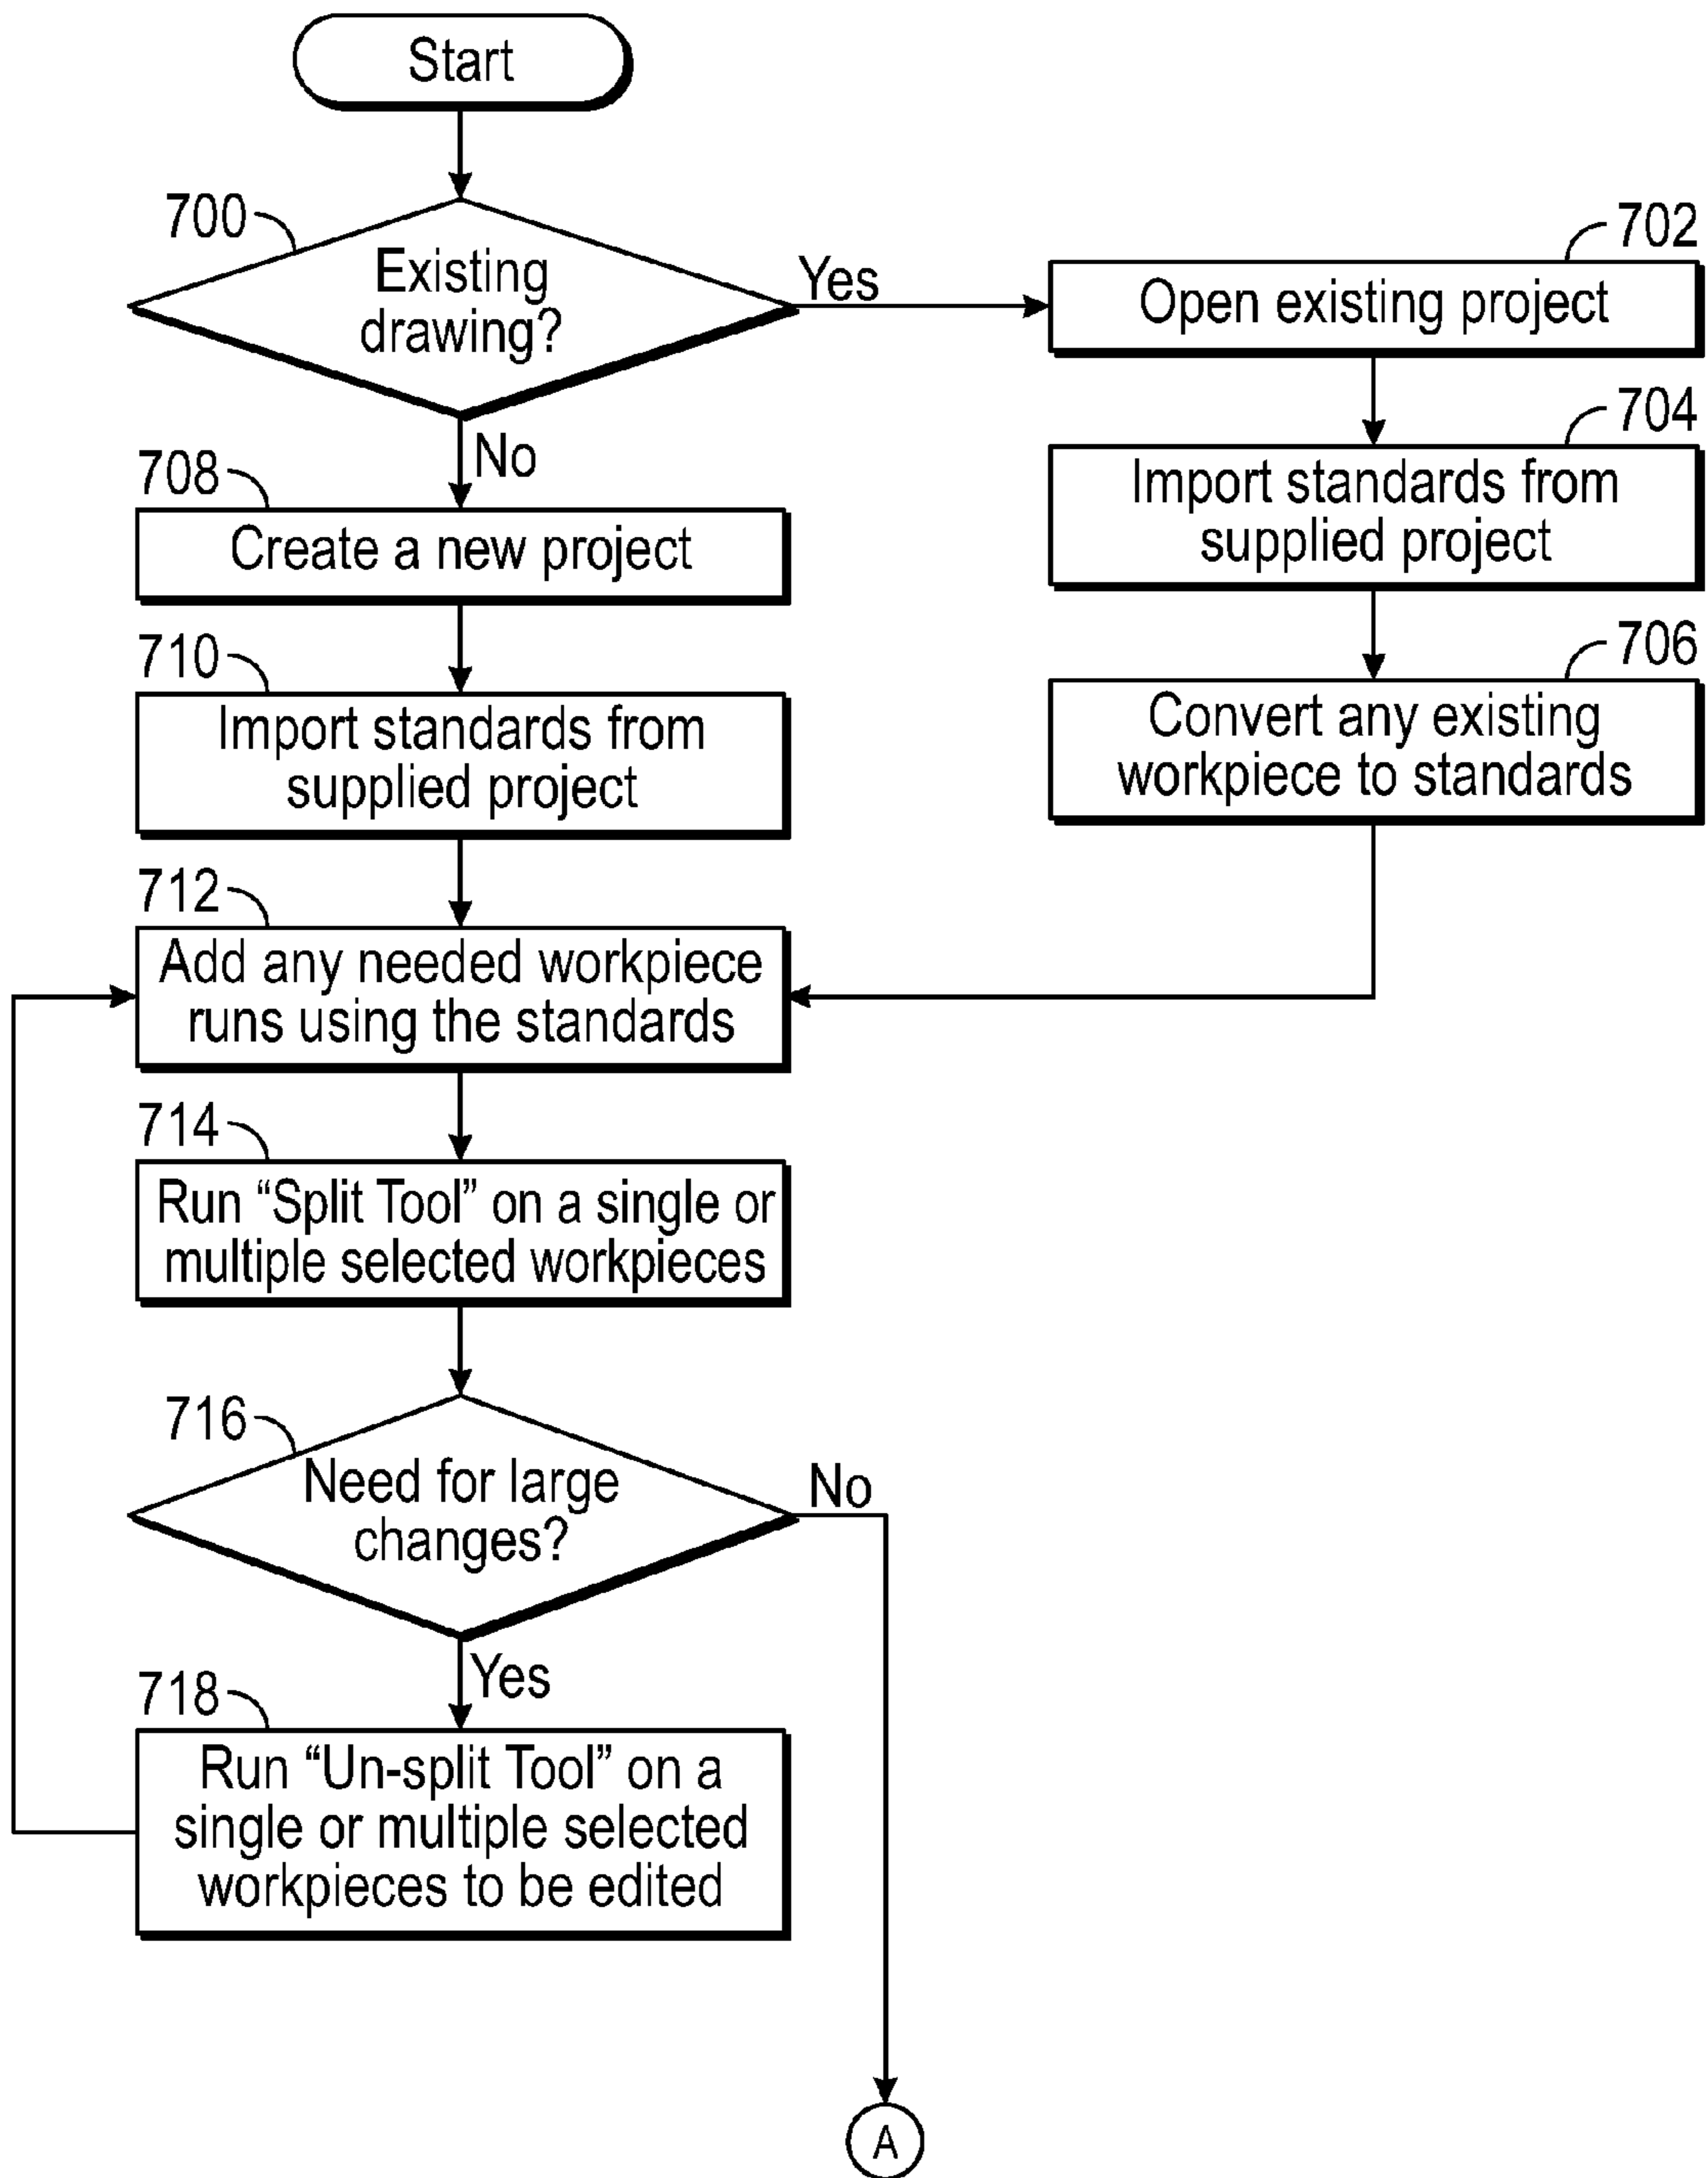 Start
700
Existing
drawing?
Yes
No
702
Open existing project
704
Import standards from
supplied project
706
Convert any existing
workpiece to standards
708
Create a new project
710
Import standards from
supplied project
712
Add any needed workpiece
runs using the standards
714
Run “Split Tool” on a single or
multiple selected workpieces
716
Need for large
changes?
No
Yes
718
Run “Un-split Tool” on a
single or multiple selected
workpieces to be edited
A